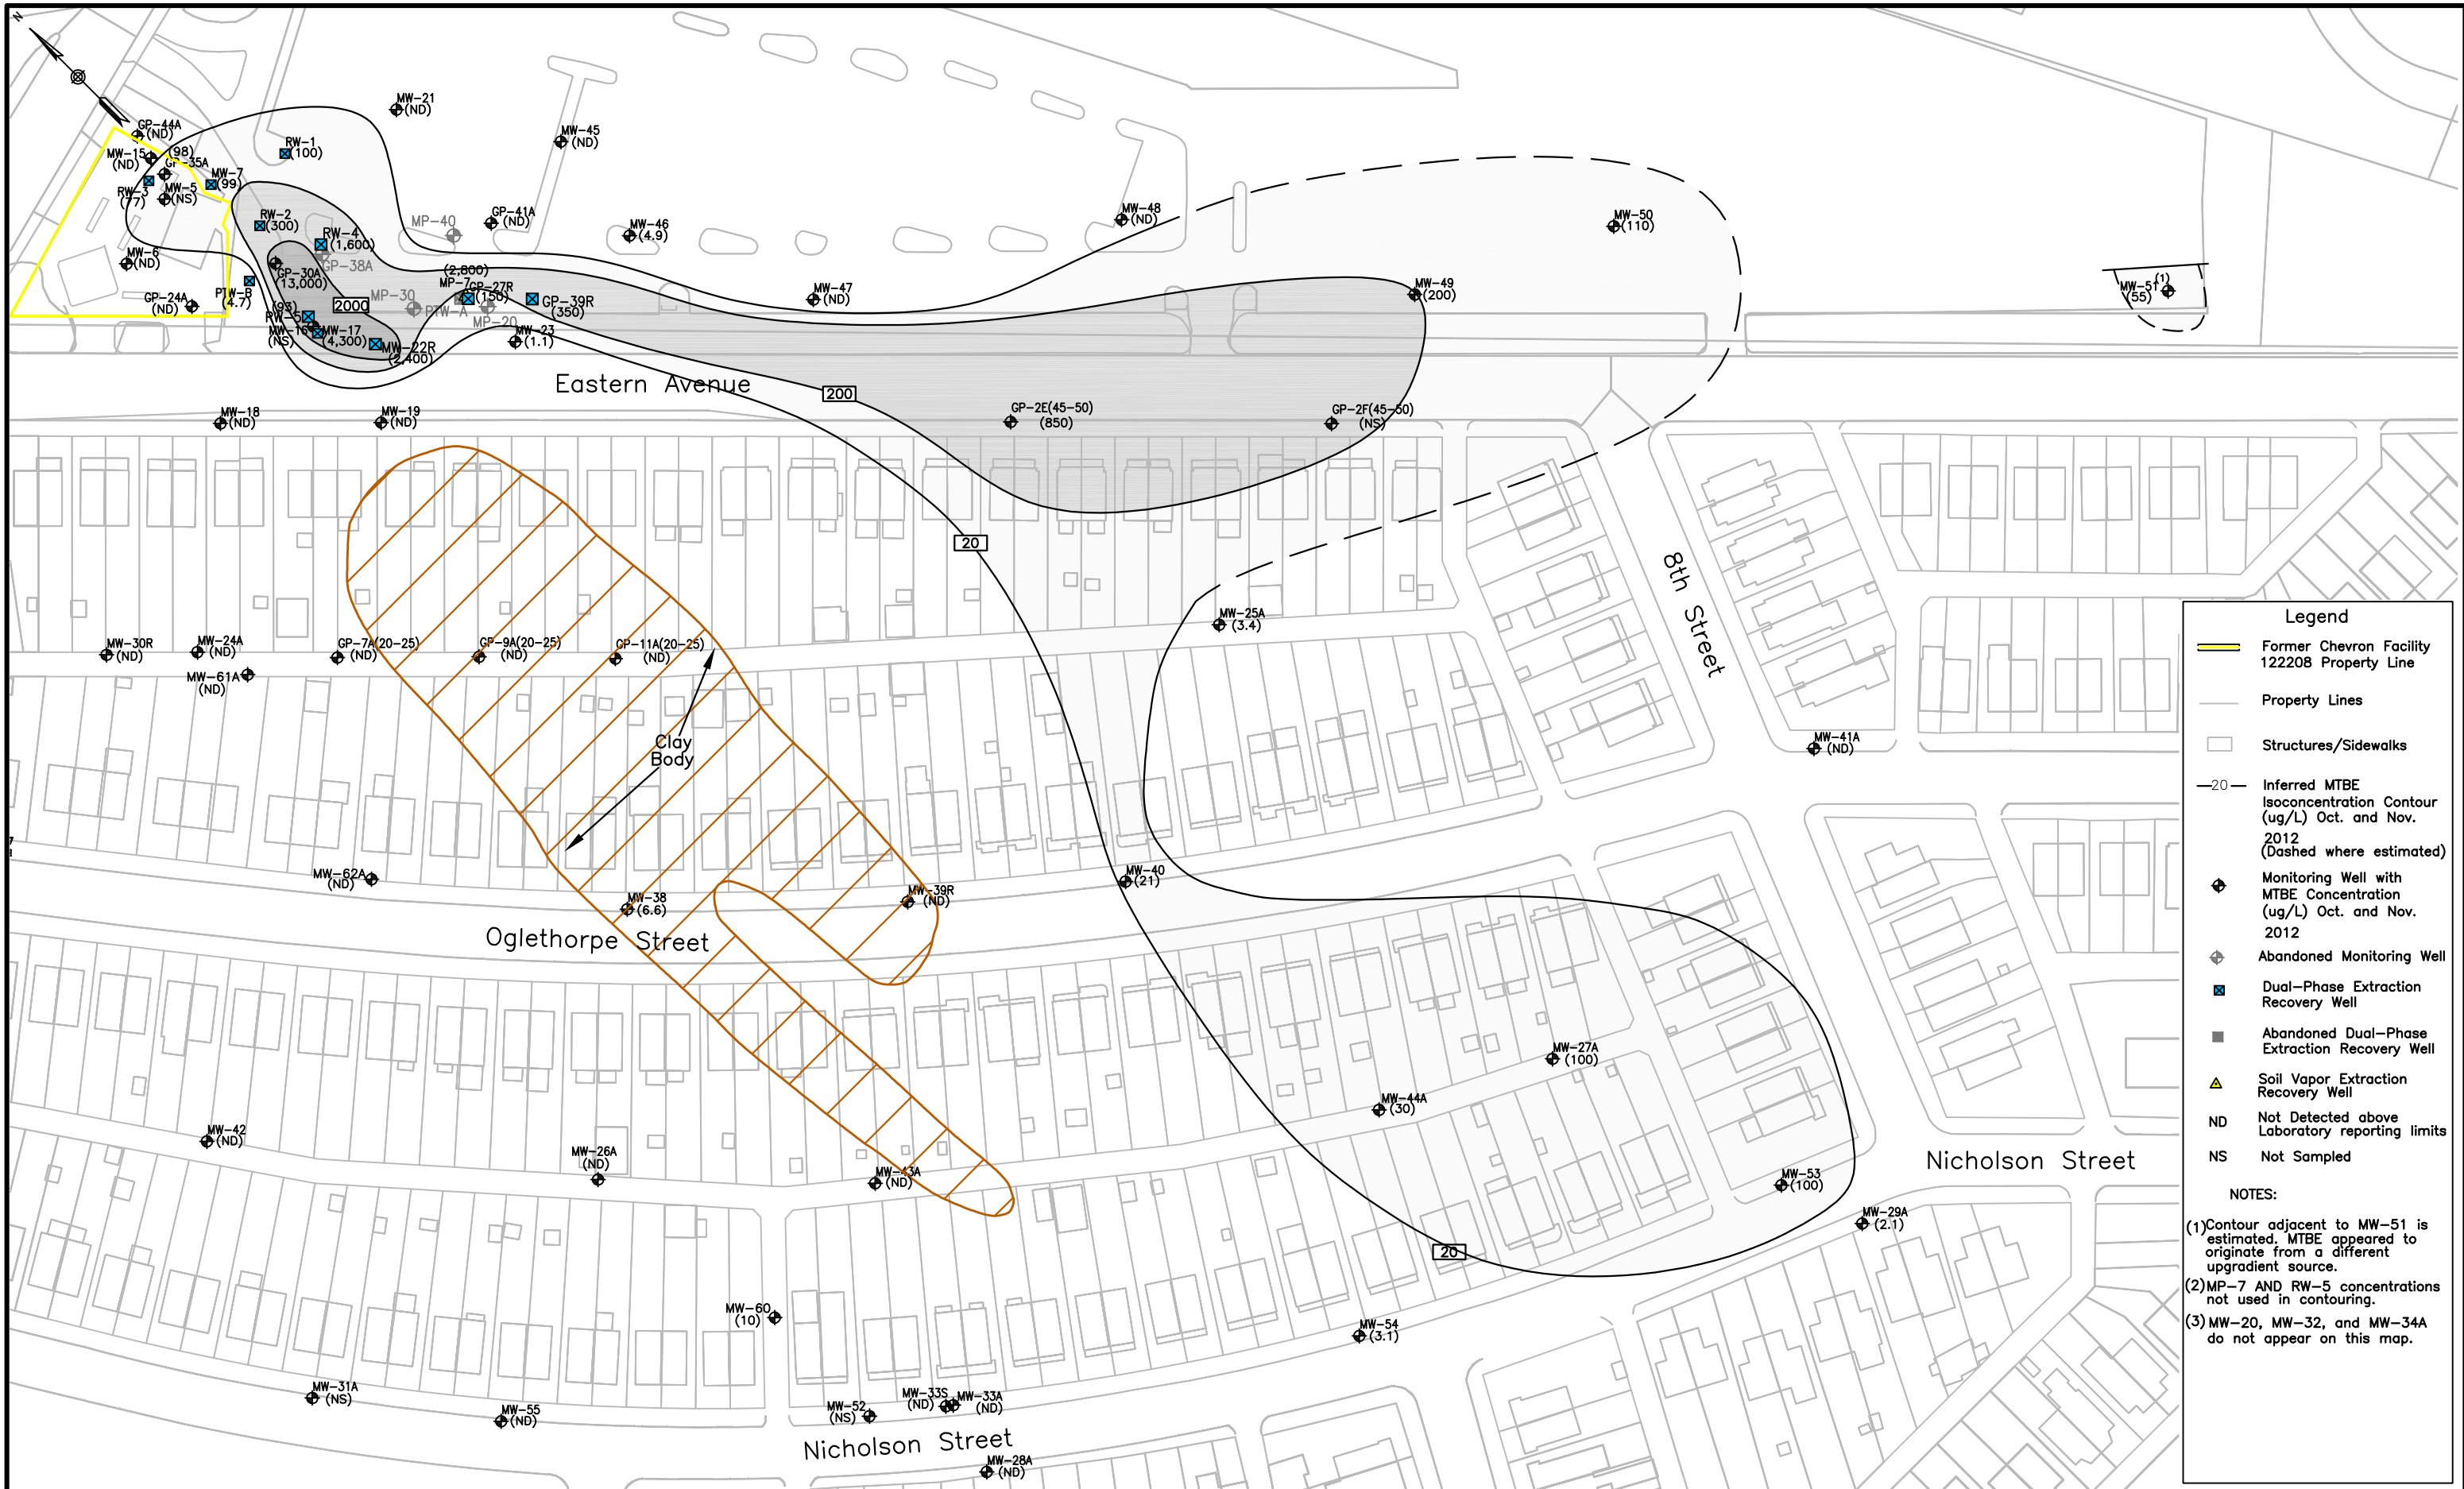 N
MW-21
(ND)
GP-44A
(ND)
MW-15
(ND)
(98)
GP-35A
RW-1
(100)
MW-45
(ND)
RW-3
(77)
MW-5
(NS)
MW-7
(99)
RW-2
(300)
RW-4
(1,600)
GP-38A
MP-40
GP-41A
(ND)
MW-46
(4.9)
MW-48
(ND)
MW-50
(110)
MW-6
(ND)
GP-30A
(13,000)
2000
PTW-B
(4.7)
GP-24A
(ND)
(93)
RW-5
MW-16
(NS)
MW-17
(4,300)
MW-22R
(2,400)
MP-30
PTW-A
(2,800)
MP-7
GP-27R
(150)
MP-20
GP-39R
(350)
MW-23
(1.1)
MW-47
(ND)
MW-49
(200)
MW-51
(1)
(55)
Eastern Avenue
200
MW-18
(ND)
MW-19
(ND)
GP-2E(45-50)
(850)
GP-2F(45-50)
(NS)
20
8th Street
MW-25A
(3.4)
MW-30R
(ND)
MW-24A
(ND)
MW-61A
(ND)
GP-7A(20-25)
(ND)
GP-9A(20-25)
(ND)
GP-11A(20-25)
(ND)
Clay
Body
MW-41A
(ND)
MW-62A
(ND)
MW-38
(6.6)
MW-39R
(ND)
MW-40
(21)
Oglethorpe Street
MW-27A
(100)
MW-44A
(30)
MW-42
(ND)
MW-26A
(ND)
MW-43A
(ND)
MW-53
(100)
Nicholson Street
MW-29A
(2.1)
20
MW-60
(10)
MW-54
(3.1)
MW-31A
(NS)
MW-55
(ND)
MW-52
(NS)
MW-33S
(ND)
MW-33A
(ND)
Nicholson Street
MW-28A
(ND)
Legend
Former Chevron Facility
122208 Property Line
Property Lines
Structures/Sidewalks
20
Inferred MTBE
Isoconcentration Contour
(ug/L) Oct. and Nov.
2012
(Dashed where estimated)
Monitoring Well with
MTBE Concentration
(ug/L) Oct. and Nov.
2012
Abandoned Monitoring Well
Dual-Phase Extraction
Recovery Well
Abandoned Dual-Phase
Extraction Recovery Well
Soil Vapor Extraction
Recovery Well
ND Not Detected above
Laboratory reporting limits
NS Not Sampled
NOTES:
(1) Contour adjacent to MW-51 is
estimated. MTBE appeared to
originate from a different
upgradient source.
(2) MP-7 AND RW-5 concentrations
not used in contouring.
(3) MW-20, MW-32, and MW-34A
do not appear on this map.